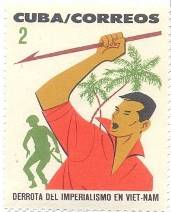 CUBA/CORREOS
2
DERROTA DEL IMPERIALISMO EN VIET-NAM